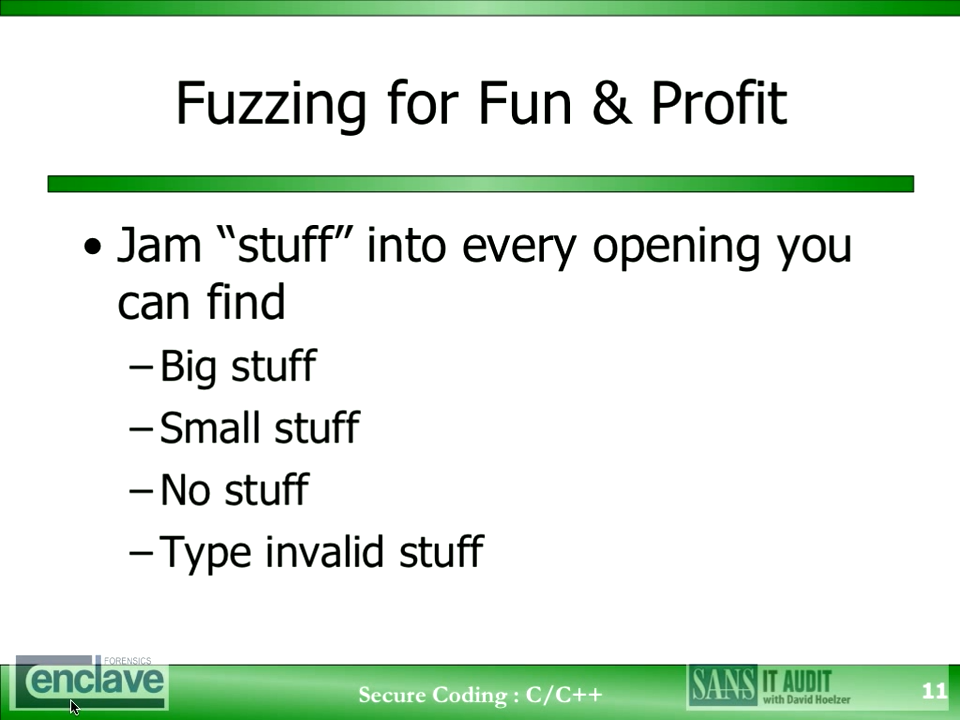 Fuzzing for Fun & Profit
• Jam “stuff” into every opening you
can find
– Big stuff
– Small stuff
– No stuff
– Type invalid stuff
FORENSICS
enclave
Secure Coding : C/C++
SANS IT AUDIT
with David Hoelzer
11